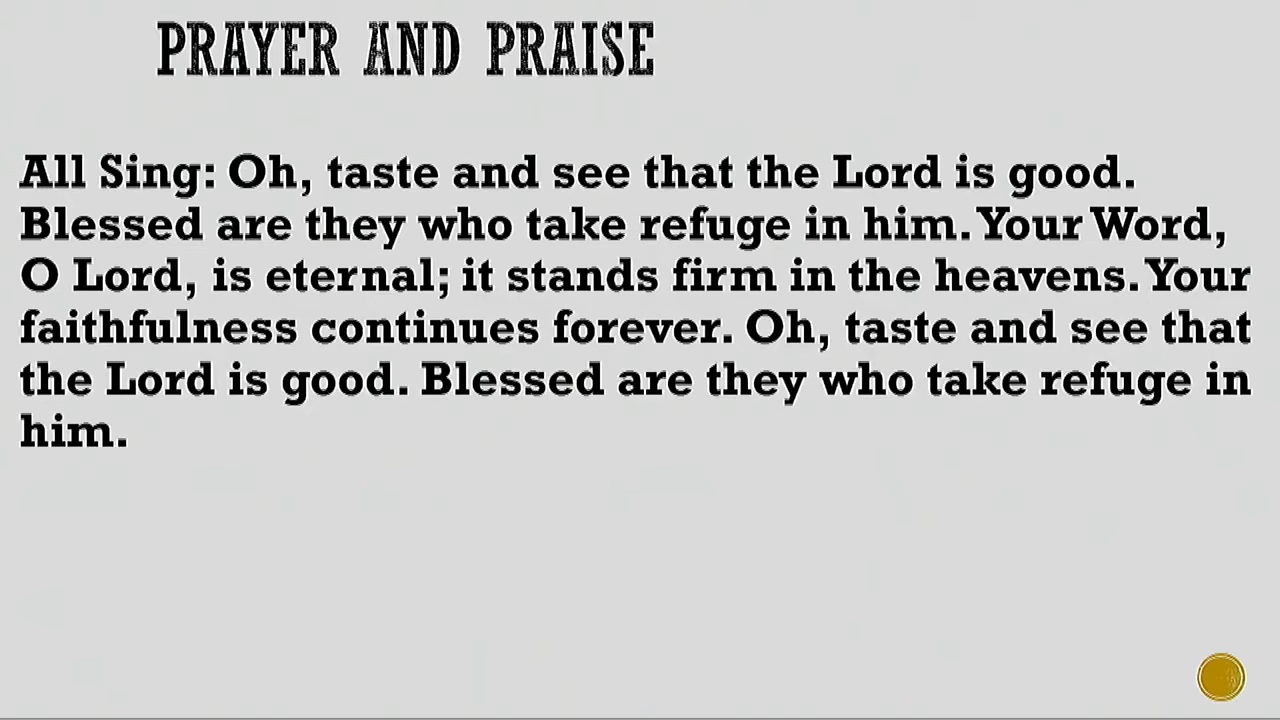 PRAYER AND PRAISE
All Sing: Oh, taste and see that the Lord is good.
Blessed are they who take refuge in him. Your Word,
O Lord, is eternal; it stands firm in the heavens. Your
faithfulness continues forever. Oh, taste and see that
the Lord is good. Blessed are they who take refuge in
him.